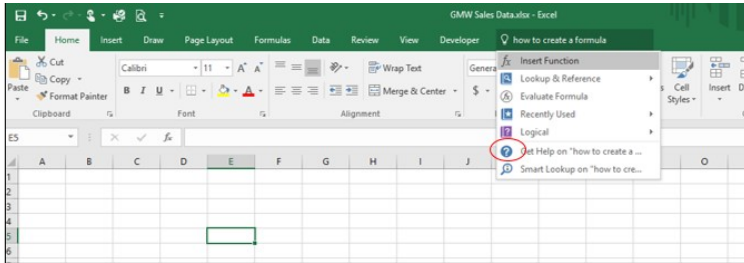 GMW Sales Data.xlsx - Excel
File Home Insert Draw Page Layout Formulas Data Review View Developer how to create a formula
Paste
Cut
Copy
Format Painter
Clipboard
Calibri 11 A A
B I U A
Font
Wrap Text
Merge & Center
Alignment
Genera
$
fx Insert Function
Lookup & Reference
fx Evaluate Formula
Recently Used
Logical
Get Help on "how to create a ...
Smart Lookup on "how to cre...
s Cell Styles
Insert D
E5 fx
A B C D E F G H I J O
1
2
3
4
5
6